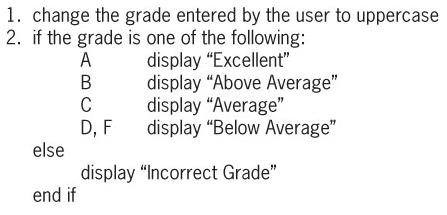 1. change the grade entered by the user to uppercase
2. if the grade is one of the following:
A display “Excellent”
B display “Above Average”
C display “Average”
D, F display “Below Average”
else
display “Incorrect Grade”
end if